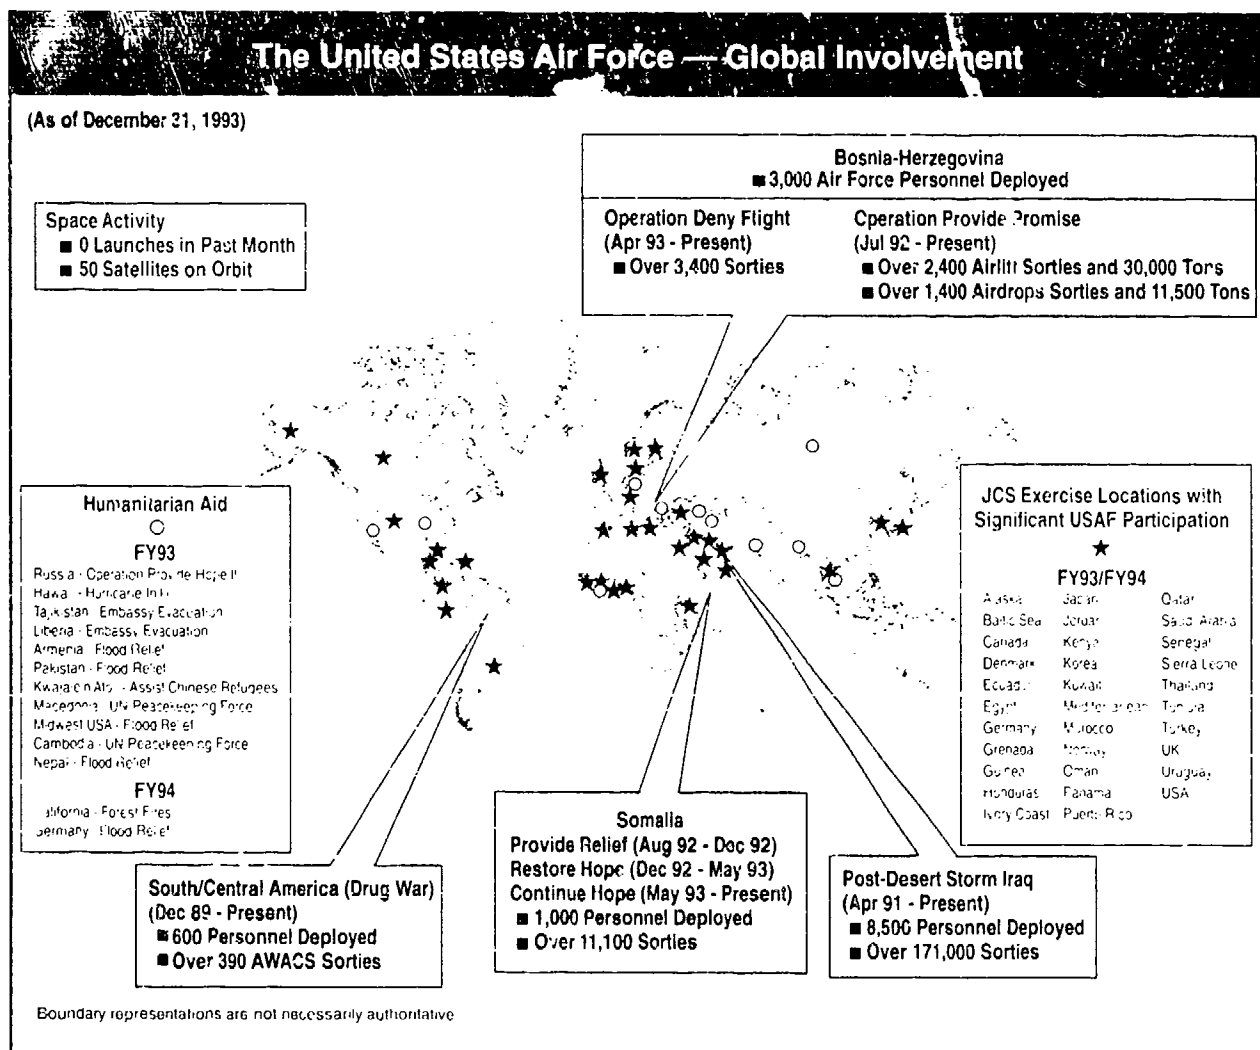 The United States Air Force — Global Involvement
(As of December 31, 1993)
Space Activity
■ 0 Launches in Past Month
■ 50 Satellites on Orbit
Bosnia-Herzegovina
■ 3,000 Air Force Personnel Deployed
Operation Deny Flight
(Apr 93 - Present)
■ Over 3,400 Sorties
Operation Provide Promise
(Jul 92 - Present)
■ Over 2,400 Airlift Sorties and 30,000 Tons
■ Over 1,400 Airdrops Sorties and 11,500 Tons
Humanitarian Aid
FY93
Russia - Operation Provide Hope II
Hawaii - Hurricane Iniki
Tajikistan - Embassy Evacuation
Liberia - Embassy Evacuation
Armenia - Flood Relief
Pakistan - Flood Relief
Kwajalein Atoll - Assist Chinese Refugees
Macedonia - UN Peacekeeping Force
Midwest USA - Flood Relief
Cambodia - UN Peacekeeping Force
Nepal - Flood Relief
FY94
California - Forest Fires
Germany - Flood Relief
JCS Exercise Locations with
Significant USAF Participation
FY93/FY94
Alaska Japan Qatar
Baltic Sea Jordan Saudi Arabia
Canada Kenya Senegal
Denmark Korea Sierra Leone
Ecuador Kuwait Thailand
Egypt Mediterranean
Germany Morocco Turkey
Grenada Norway UK
Guinea Oman Uruguay
Honduras Panama USA
Ivory Coast Puerto Rico
South/Central America (Drug War)
(Dec 89 - Present)
■ 600 Personnel Deployed
■ Over 390 AWACS Sorties
Somalia
Provide Relief (Aug 92 - Dec 92)
Restore Hope (Dec 92 - May 93)
Continue Hope (May 93 - Present)
■ 1,000 Personnel Deployed
■ Over 11,100 Sorties
Post-Desert Storm Iraq
(Apr 91 - Present)
■ 8,500 Personnel Deployed
■ Over 171,000 Sorties
Boundary representations are not necessarily authoritative